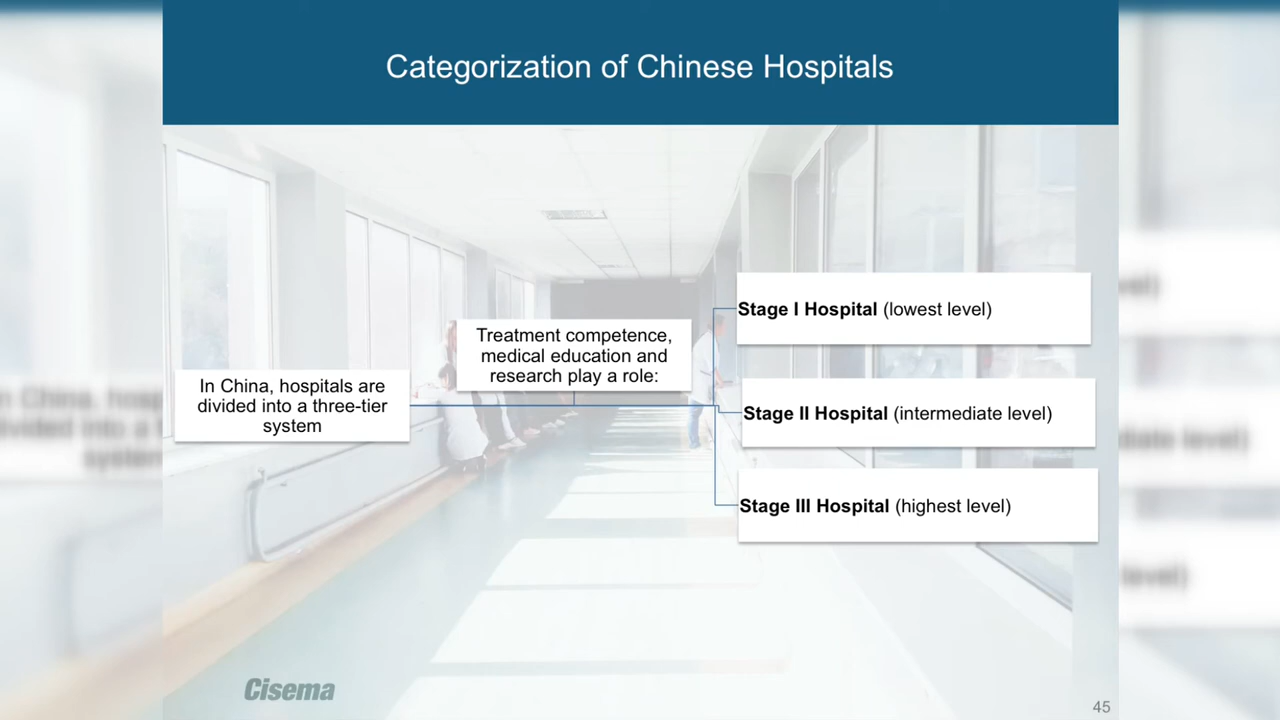 Categorization of Chinese Hospitals
In China, hospitals are
divided into a three-tier
system
Treatment competence,
medical education and
research play a role:
Stage I Hospital (lowest level)
Stage II Hospital (intermediate level)
Stage III Hospital (highest level)
Cisema
45